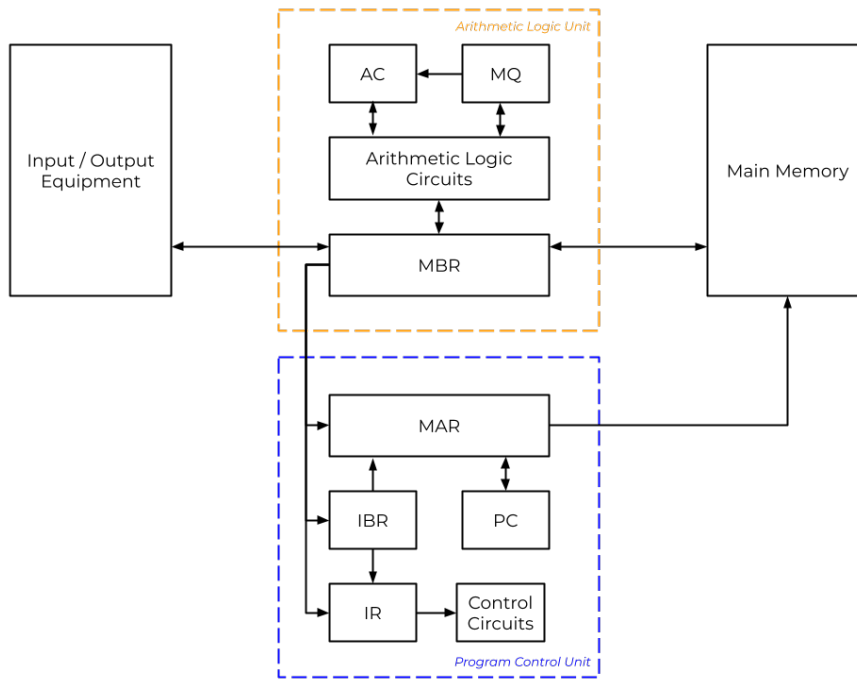 Arithmetic Logic Unit
AC
MQ
Input / Output
Equipment
Arithmetic Logic
Circuits
Main Memory
MBR
MAR
IBR
PC
IR
Control
Circuits
Program Control Unit